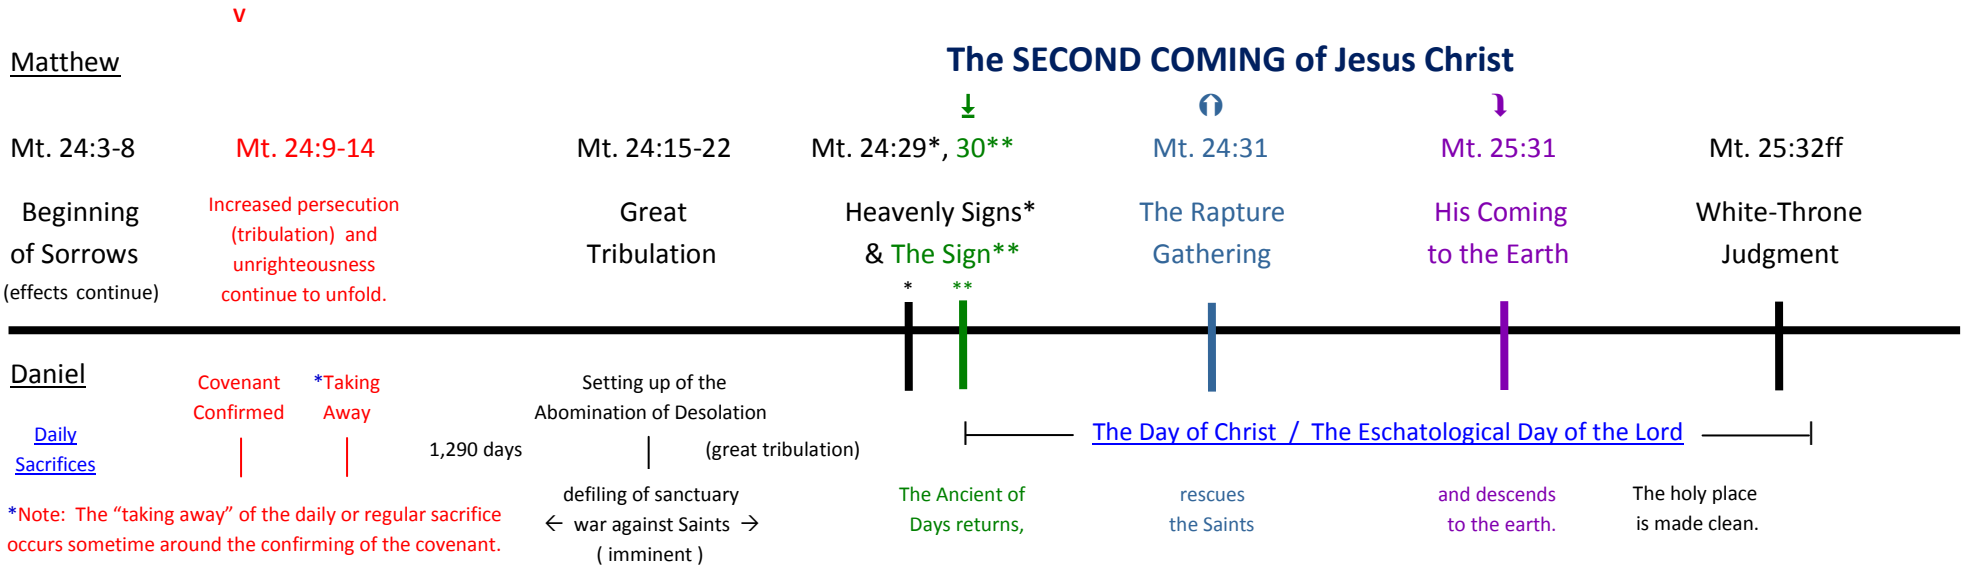 v
Matthew
The SECOND COMING of Jesus Christ
Mt. 24:3-8
Mt. 24:9-14
Mt. 24:15-22
Mt. 24:29*, 30**
Mt. 24:31
Mt. 25:31
Mt. 25:32ff
Beginning
of Sorrows
(effects continue)
Increased persecution
(tribulation) and
unrighteousness
continue to unfold.
Great
Tribulation
Heavenly Signs*
& The Sign**
* **
The Rapture
Gathering
His Coming
to the Earth
White-Throne
Judgment
Daniel
Daily
Sacrifices
Covenant
Confirmed
*Taking
Away
1,290 days
Setting up of the
Abomination of Desolation
(great tribulation)
The Day of Christ / The Eschatological Day of the Lord
*Note: The “taking away” of the daily or regular sacrifice
occurs sometime around the confirming of the covenant.
defiling of sanctuary
← war against Saints →
( imminent )
The Ancient of
Days returns,
rescues
the Saints
and descends
to the earth.
The holy place
is made clean.